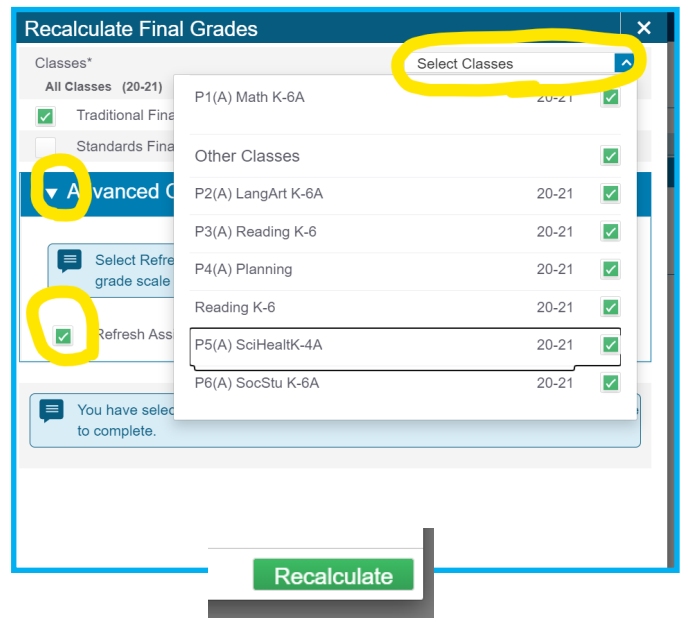 Recalculate Final Grades
Classes*
Select Classes
All Classes (20-21)
P1(A) Math K-6A 20-21
Traditional Fina
Standards Fina
Other Classes
Advanced
P2(A) LangArt K-6A 20-21
P3(A) Reading K-6 20-21
Select Refre
grade scale
P4(A) Planning 20-21
Reading K-6 20-21
Refresh Ass
P5(A) SciHealtK-4A 20-21
P6(A) SocStu K-6A 20-21
You have selec
to complete.
Recalculate